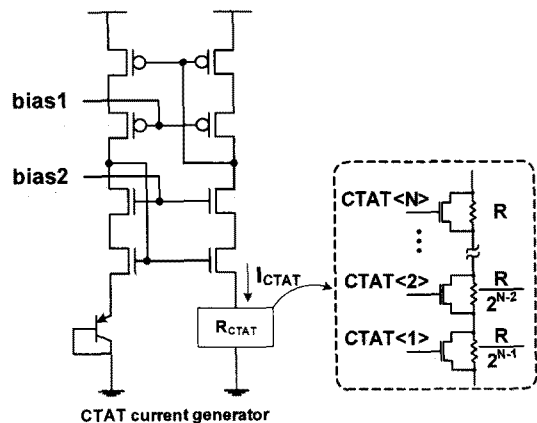 bias1
bias2
I_CTAT
R_CTAT
CTAT<N>
R
CTAT<2>
R
2^N-2
CTAT<1>
R
2^N-1
CTAT current generator